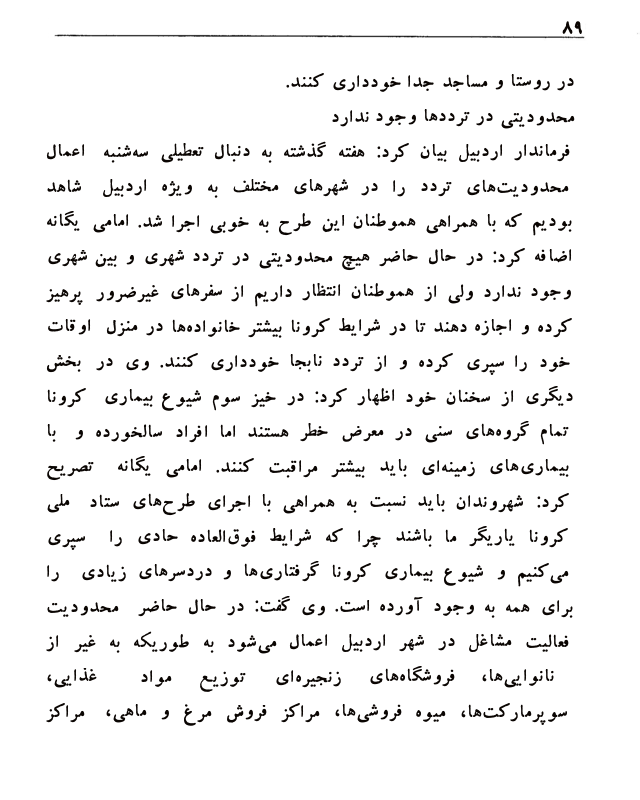 ۸۹
در روستا و مساجد جدا خودداری کنند.
محدودیتی در ترددها وجود ندارد
فرماندار اردبیل بیان کرد: هفته گذشته به دنبال تعطیلی سه‌شنبه اعمال
محدودیت‌های تردد را در شهرهای مختلف به ویژه اردبیل شاهد
بودیم که با همراهی هموطنان این طرح به خوبی اجرا شد. امامی یگانه
اضافه کرد: در حال حاضر هیچ محدودیتی در تردد شهری و بین شهری
وجود ندارد ولی از هموطنان انتظار داریم از سفرهای غیرضرور پرهیز
کرده و اجازه دهند تا در شرایط کرونا بیشتر خانواده‌ها در منزل اوقات
خود را سپری کرده و از تردد نابجا خودداری کنند. وی در بخش
دیگری از سخنان خود اظهار کرد: در خیز سوم شیوع بیماری کرونا
تمام گروه‌های سنی در معرض خطر هستند اما افراد سالخورده و با
بیماری‌های زمینه‌ای باید بیشتر مراقبت کنند. امامی یگانه تصریح
کرد: شهروندان باید نسبت به همراهی با اجرای طرح‌های ستاد ملی
کرونا یاریگر ما باشند چرا که شرایط فوق‌العاده حادی را سپری
می‌کنیم و شیوع بیماری کرونا گرفتاری‌ها و دردسرهای زیادی را
برای همه به وجود آورده است. وی گفت: در حال حاضر محدودیت
فعالیت مشاغل در شهر اردبیل اعمال می‌شود به طوریکه به غیر از
نانوایی‌ها، فروشگاه‌های زنجیره‌ای توزیع مواد غذایی،
سوپرمارکت‌ها، میوه فروشی‌ها، مراکز فروش مرغ و ماهی، مراکز